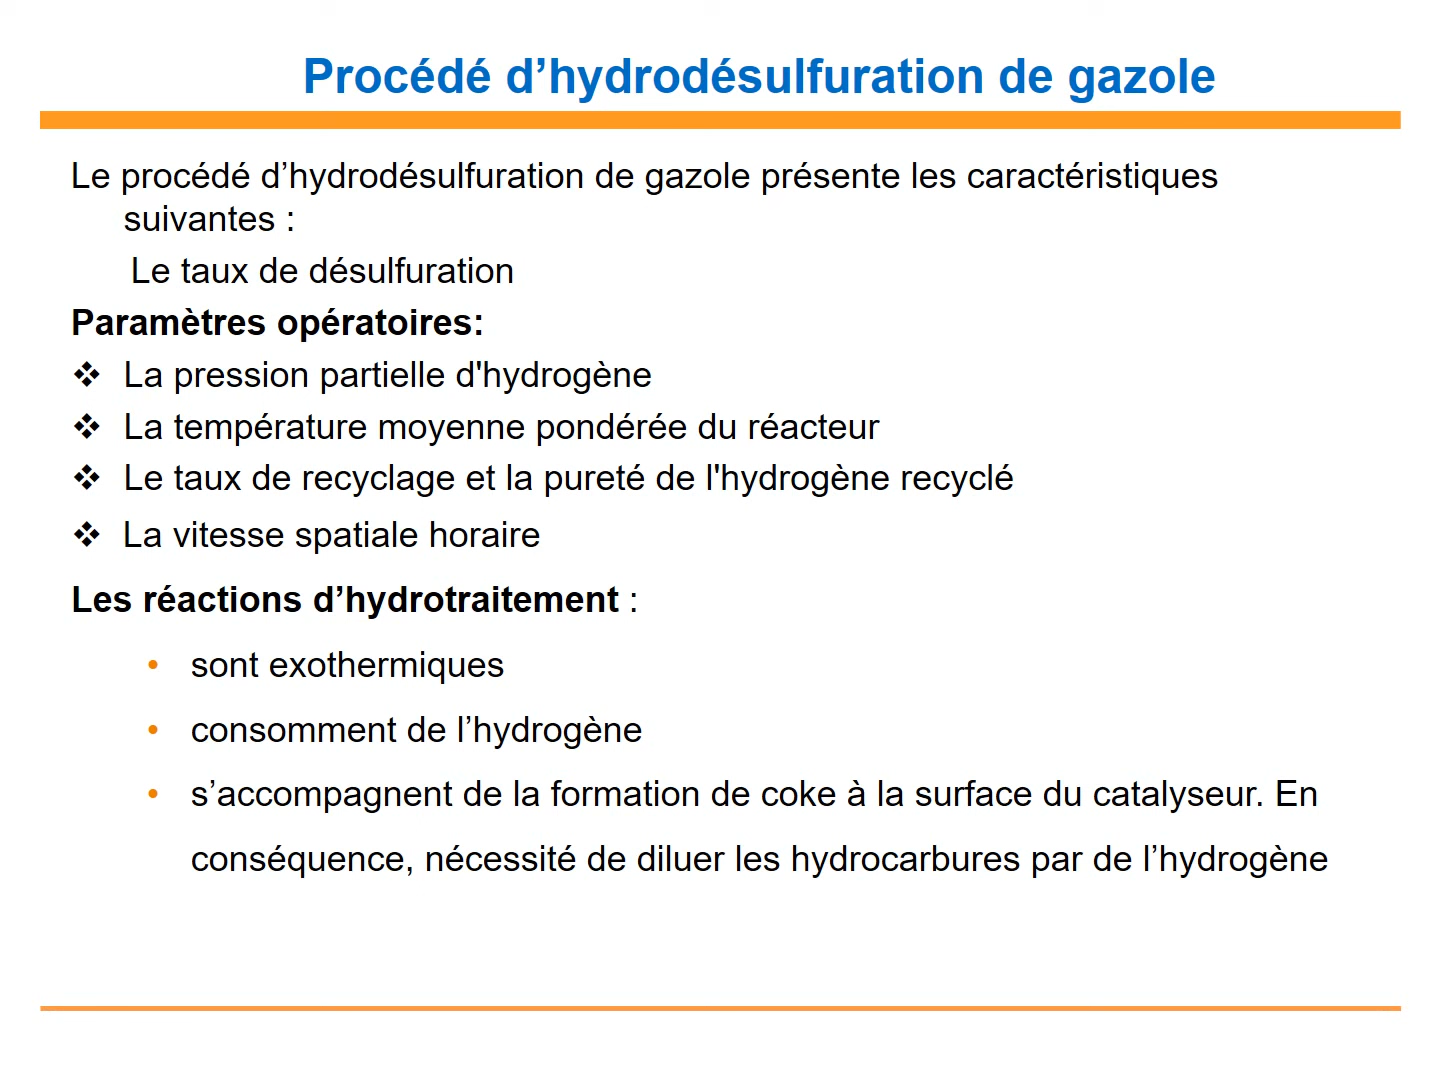 Procédé d’hydrodésulfuration de gazole
Le procédé d’hydrodésulfuration de gazole présente les caractéristiques
suivantes :
Le taux de désulfuration
Paramètres opératoires:
❖ La pression partielle d'hydrogène
❖ La température moyenne pondérée du réacteur
❖ Le taux de recyclage et la pureté de l'hydrogène recyclé
❖ La vitesse spatiale horaire
Les réactions d’hydrotraitement :
• sont exothermiques
• consomment de l’hydrogène
• s’accompagnent de la formation de coke à la surface du catalyseur. En
conséquence, nécessité de diluer les hydrocarbures par de l’hydrogène